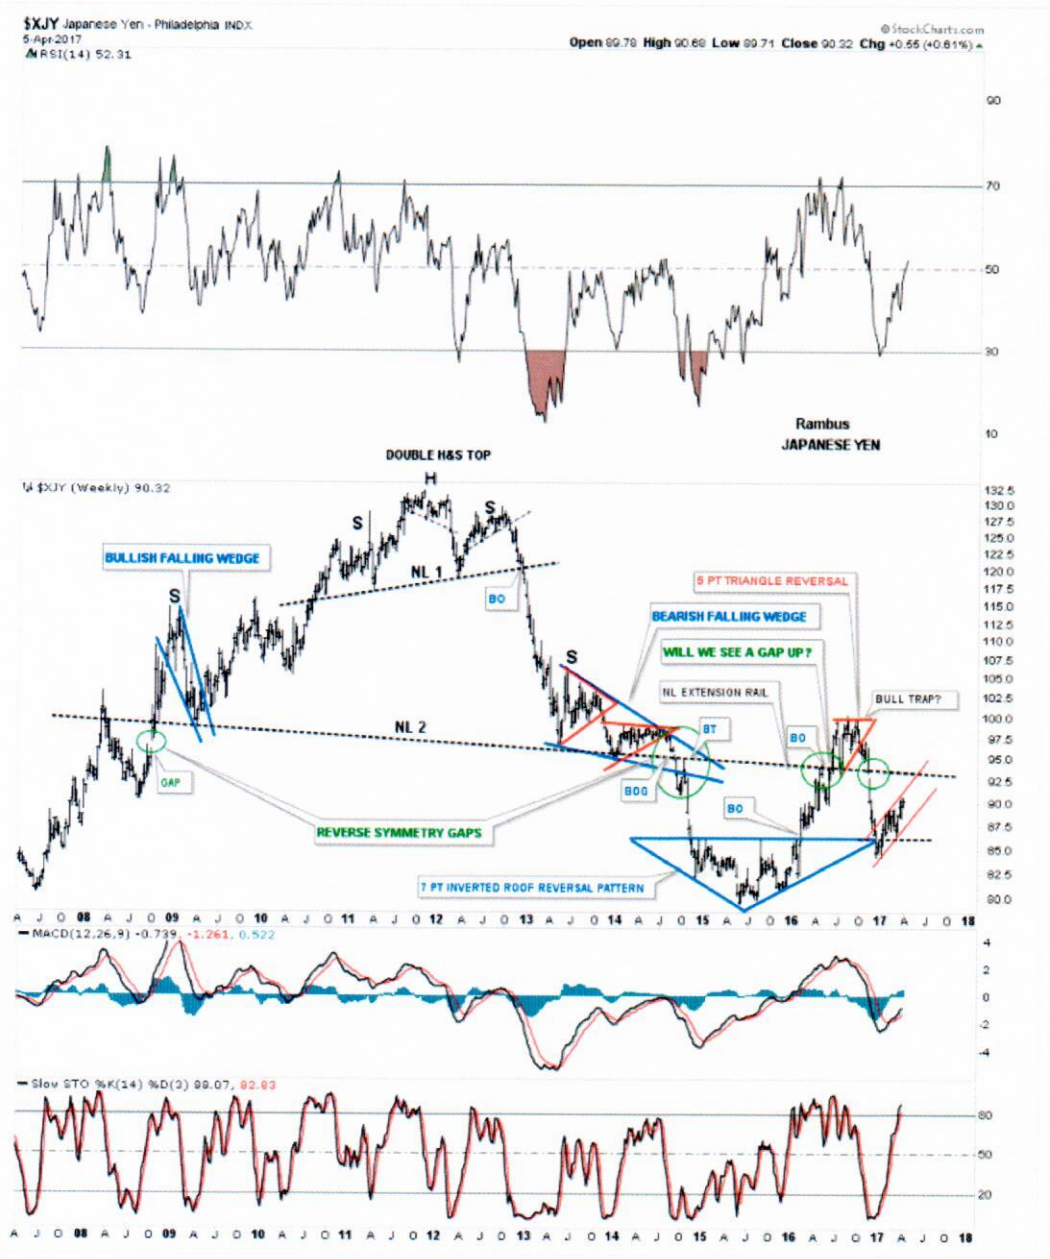 $XJY Japanese Yen - Philadelphia INDX
© StockCharts.com
5-Apr-2017
Open 89.78 High 90.68 Low 89.71 Close 90.32 Chg +0.55 (+0.61%)
RSI(14) 52.31
90
70
50
30
10
Rambus
JAPANESE YEN
DOUBLE H&S TOP
$XJY (Weekly) 90.32
H
S
S
BULLISH FALLING WEDGE
NL 1
S
BO
5 PT TRIANGLE REVERSAL
BEARISH FALLING WEDGE
WILL WE SEE A GAP UP?
S
NL EXTENSION RAIL
BULL TRAP?
NL 2
BT
BO
GAP
BOG
BO
REVERSE SYMMETRY GAPS
7 PT INVERTED ROOF REVERSAL PATTERN
132.5
130.0
127.5
125.0
122.5
120.0
117.5
115.0
112.5
110.0
107.5
105.0
102.5
100.0
97.5
95.0
92.5
90.0
87.5
85.0
82.5
80.0
A J O 08 A J O 09 A J O 10 A J O 11 A J O 12 A J O 13 A J O 14 A J O 15 A J O 16 A J O 17 A J O 18
MACD(12,26,9) -0.739, -1.261, 0.522
4
2
0
-2
-4
Slow STO %K(14) %D(3) 88.07, 82.83
80
50
20
A J O 08 A J O 09 A J O 10 A J O 11 A J O 12 A J O 13 A J O 14 A J O 15 A J O 16 A J O 17 A J O 18